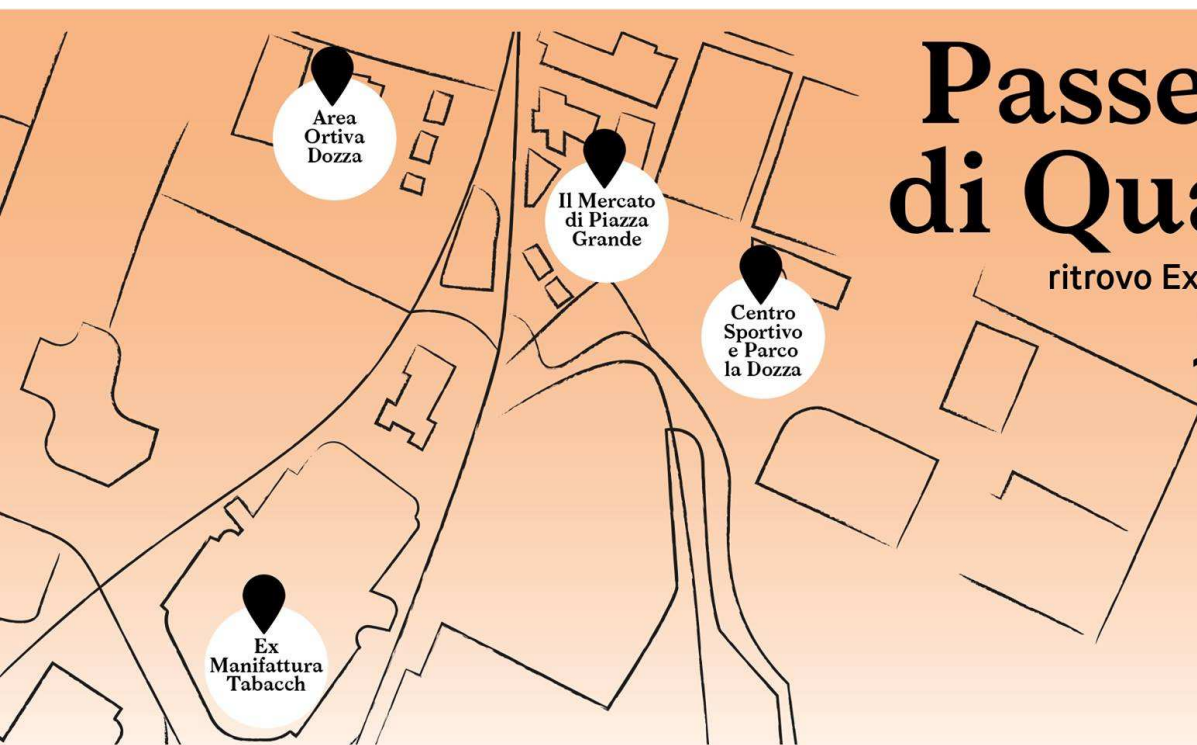 Area
Ortiva
Dozza
Il Mercato
di Piazza
Grande
Centro
Sportivo
e Parco
la Dozza
Ex
Manifattura
Tabacch
Passe
di Qua
ritrovo Ex